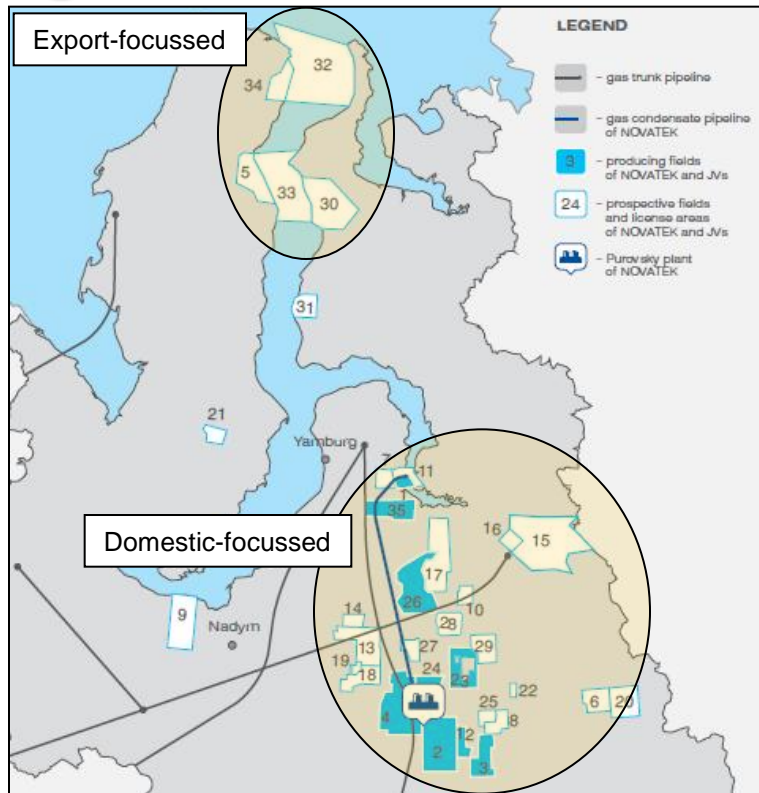 Export-focussed
LEGEND
32
34
- gas trunk pipeline
- gas condensate pipeline
of NOVATEK
5
33
30
3
- producing fields
of NOVATEK and JVs
24
- prospective fields
and license areas
of NOVATEK and JVs
- Purovsky plant
of NOVATEK
31
21
Yamburg
7
11
1
35
Domestic-focussed
16
15
17
26
10
9
14
28
Nadym
13
27
29
19
18
24
23
22
25
6
20
4
8
12
2
3